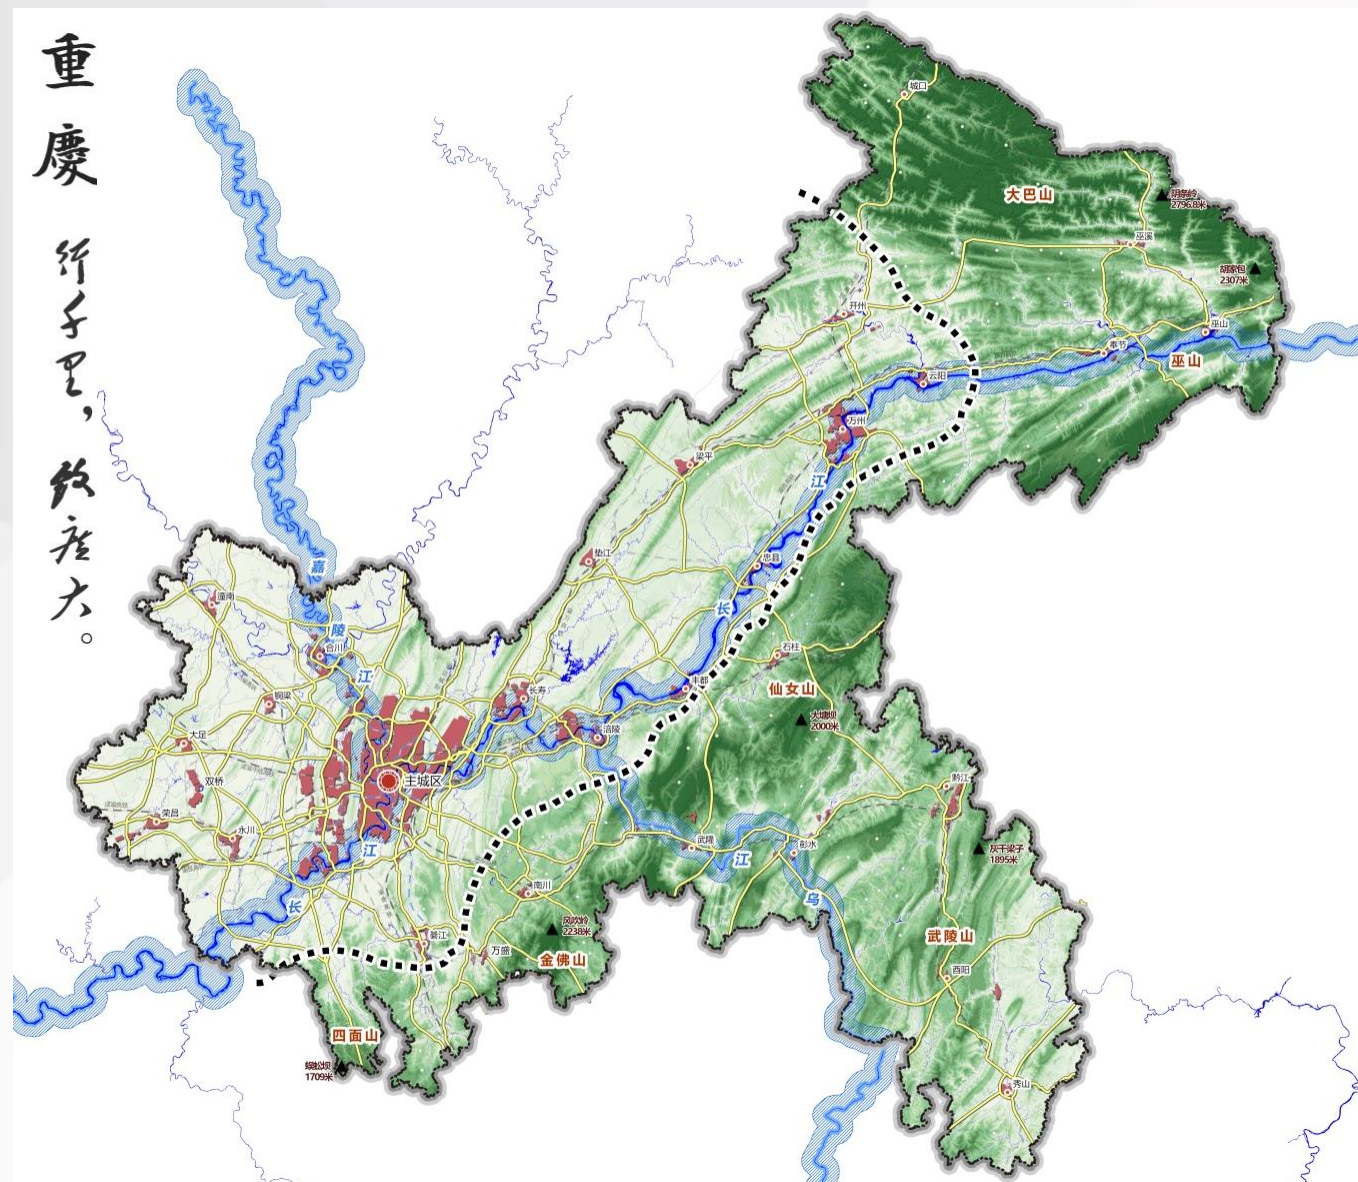 重慶
行千里，致广大。
城口
大巴山
阴条岭
2796.8米
巫溪
胡家包
2307米
开州
巫山
奉节
巫山
云阳
万州
梁平
江
垫江
忠县
嘉
长
潼南
陵
合川
石柱
江
丰都
仙女山
长寿
铜梁
大塘坝
2000米
涪陵
大足
主城区
双桥
黔江
荣昌
永川
武隆
彭水
江
江
灰千梁子
1895米
南川
乌
长
风吹岭
2238米
綦江
万盛
金佛山
武陵山
酉阳
四面山
蜈蚣坝
1709米
秀山